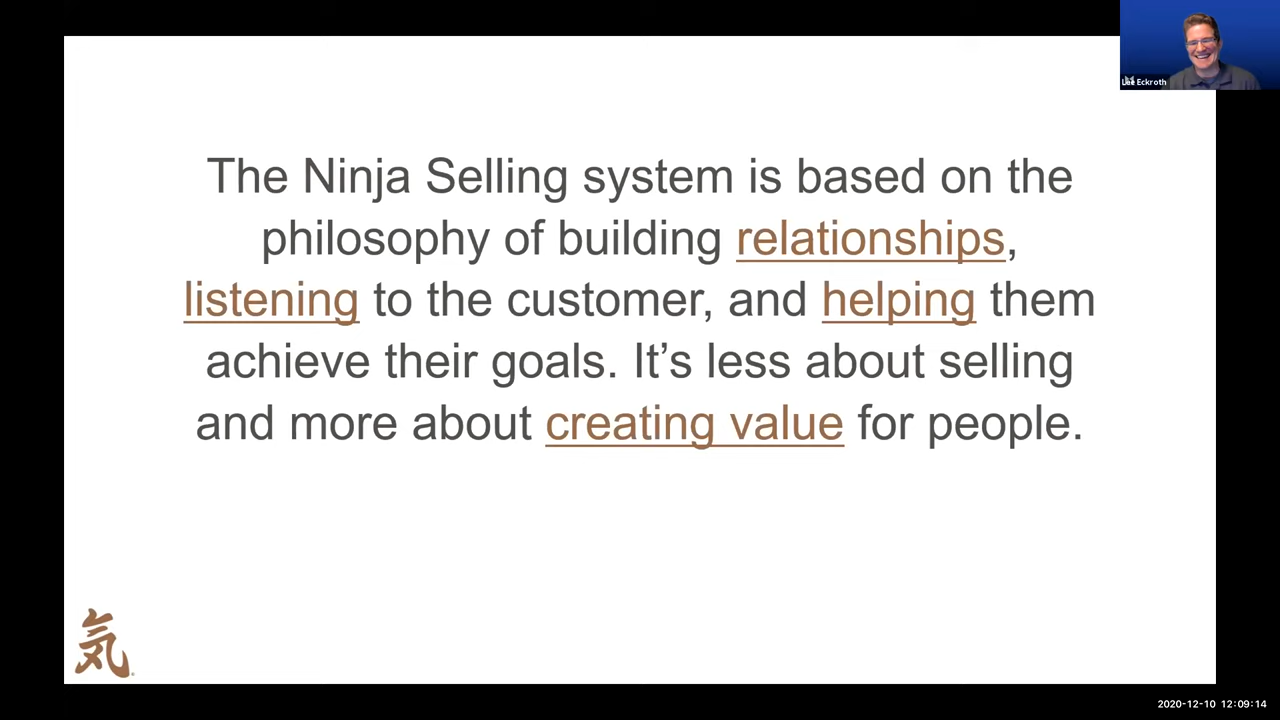 Lee Eckroth
The Ninja Selling system is based on the
philosophy of building relationships,
listening to the customer, and helping them
achieve their goals. It’s less about selling
and more about creating value for people.
気
2020-12-10 12:09:14